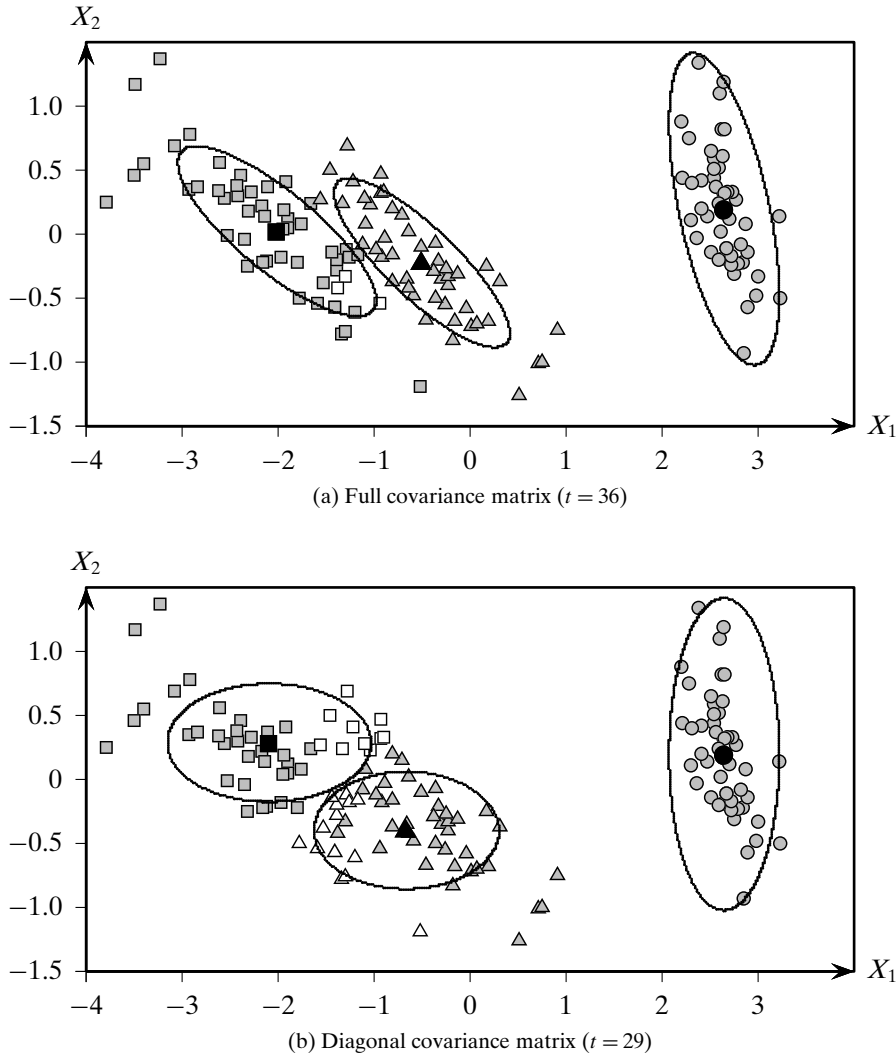 X2
1.0
0.5
0
−0.5
−1.0
−1.5
−4 −3 −2 −1 0 1 2 3
X1
(a) Full covariance matrix (t = 36)
X2
1.0
0.5
0
−0.5
−1.0
−1.5
−4 −3 −2 −1 0 1 2 3
X1
(b) Diagonal covariance matrix (t = 29)